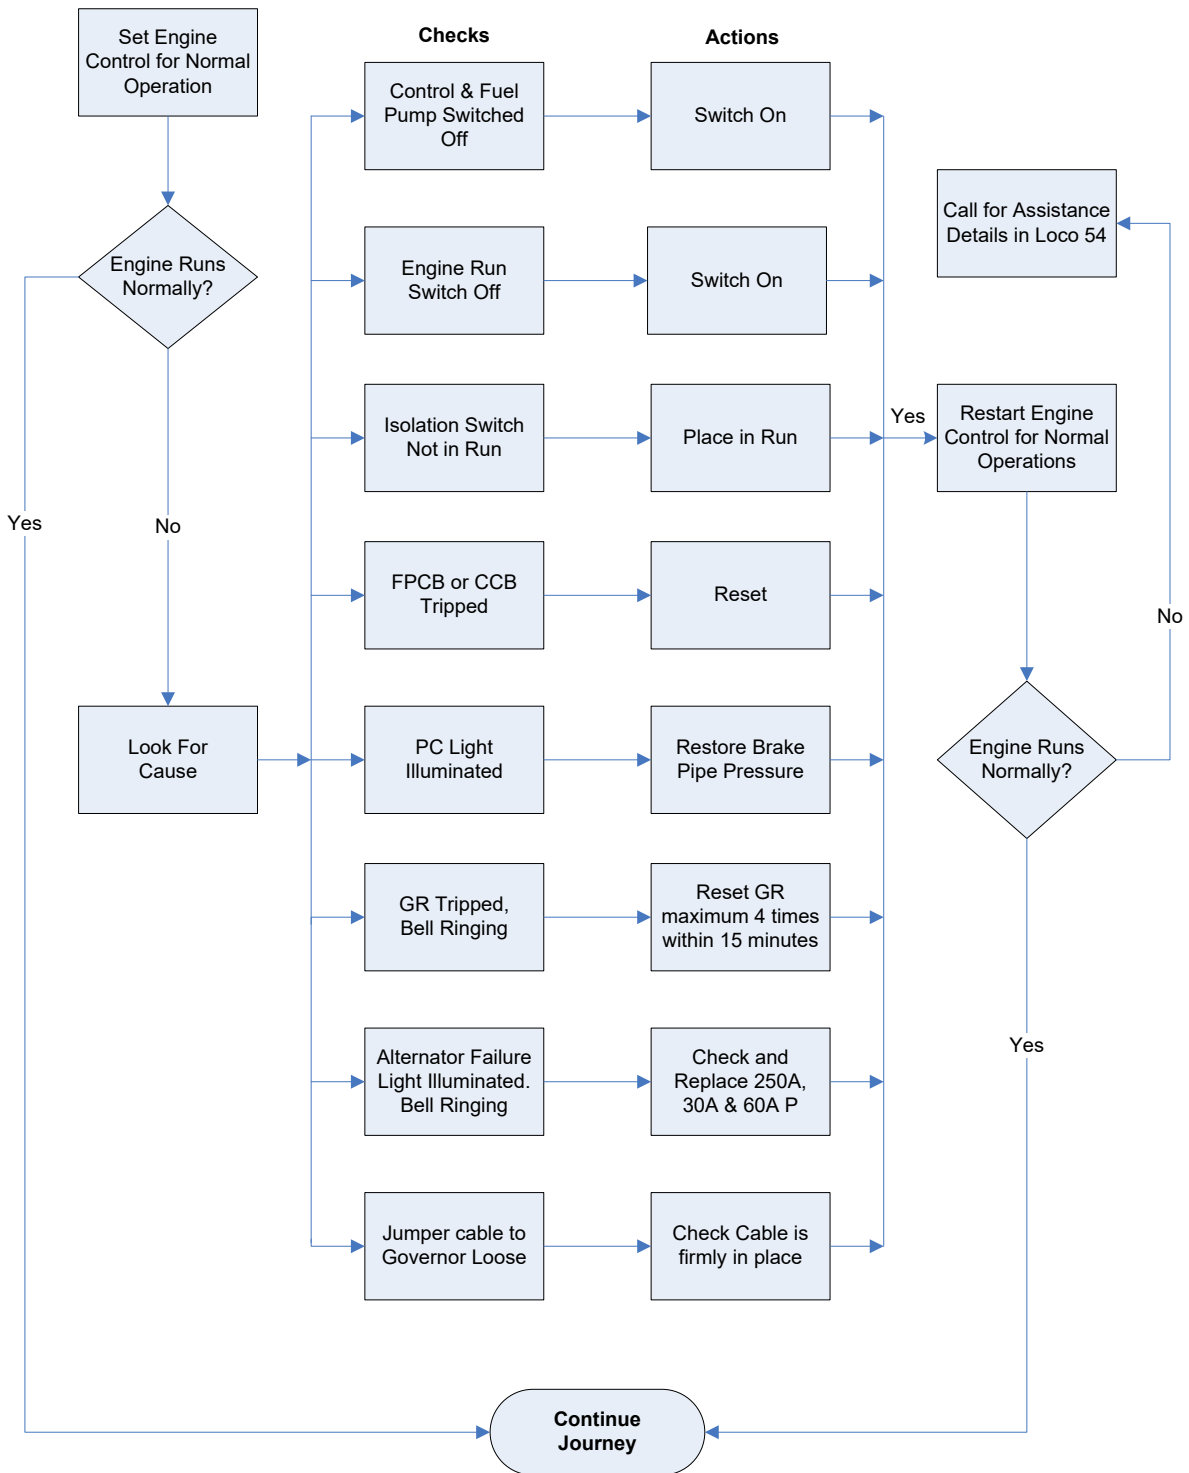 Set Engine
Control for Normal
Operation
Checks
Actions
Control & Fuel
Pump Switched
Off
Switch On
Call for Assistance
Details in Loco 54
Engine Runs
Normally?
Engine Run
Switch Off
Switch On
Isolation Switch
Not in Run
Place in Run
Yes
Restart Engine
Control for Normal
Operations
Yes
No
FPCB or CCB
Tripped
Reset
No
Look For
Cause
PC Light
Illuminated
Restore Brake
Pipe Pressure
Engine Runs
Normally?
GR Tripped,
Bell Ringing
Reset GR
maximum 4 times
within 15 minutes
Alternator Failure
Light Illuminated.
Bell Ringing
Check and
Replace 250A,
30A & 60A P
Yes
Jumper cable to
Governor Loose
Check Cable is
firmly in place
Continue
Journey